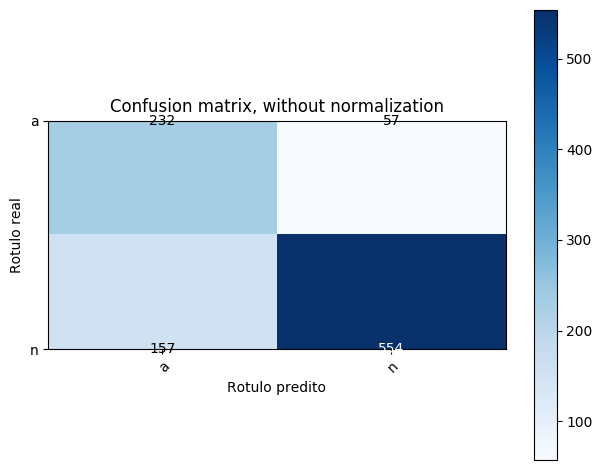 Confusion matrix, without normalization
a
232
57
Rotulo real
n
157
554
a
n
Rotulo predito
500
400
300
200
100